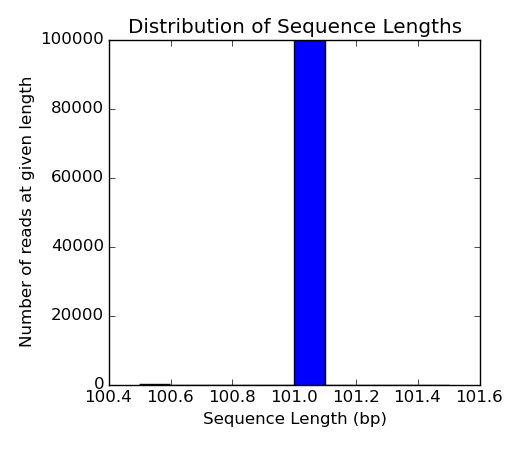 Distribution of Sequence Lengths
100000
80000
60000
40000
20000
0
Number of reads at given length
100.4 100.6 100.8 101.0 101.2 101.4 101.6
Sequence Length (bp)